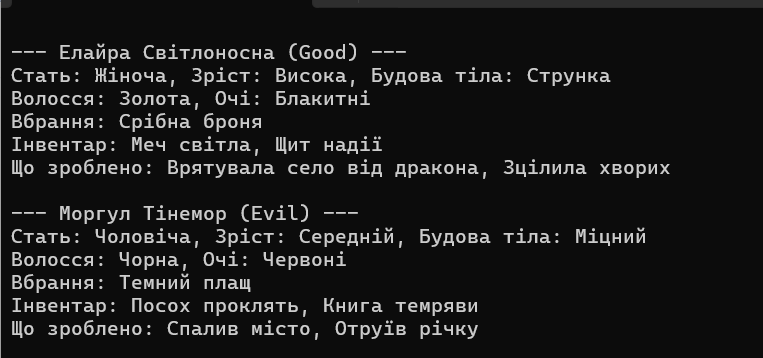 --- Елайра Світлоносна (Good) ---
Стать: Жіноча, Зріст: Висока, Будова тіла: Струнка
Волосся: Золота, Очі: Блакитні
Вбрання: Срібна броня
Інвентар: Меч світла, Щит надії
Що зроблено: Врятувала село від дракона, Зцілила хворих
--- Моргул Тінемор (Evil) ---
Стать: Чоловіча, Зріст: Середній, Будова тіла: Міцний
Волосся: Чорна, Очі: Червоні
Вбрання: Темний плащ
Інвентар: Посох проклять, Книга темряви
Що зроблено: Спалив місто, Отруїв річку